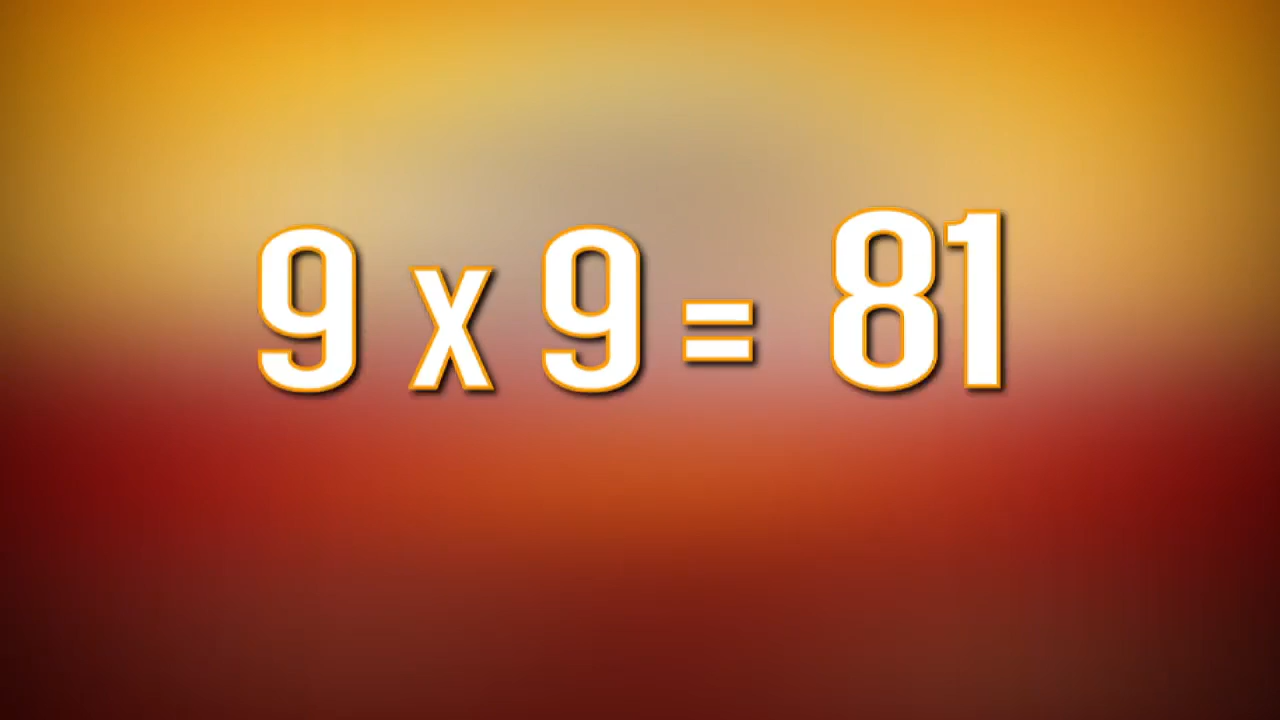 9 x 9 = 81